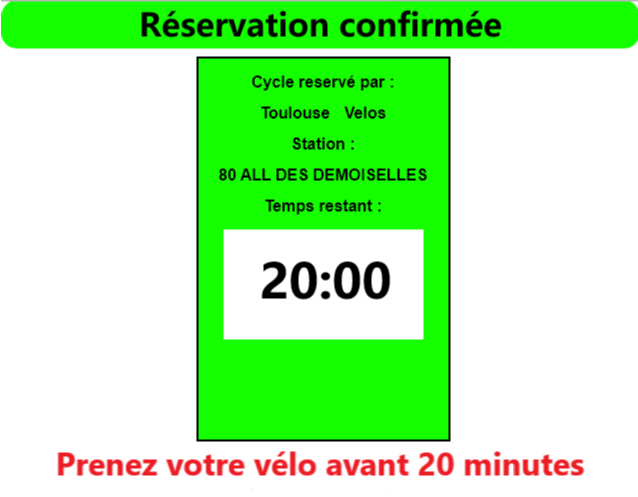 Réservation confirmée
Cycle reservé par :
Toulouse Velos
Station :
80 ALL DES DEMOISELLES
Temps restant :
20:00
Prenez votre vélo avant 20 minutes